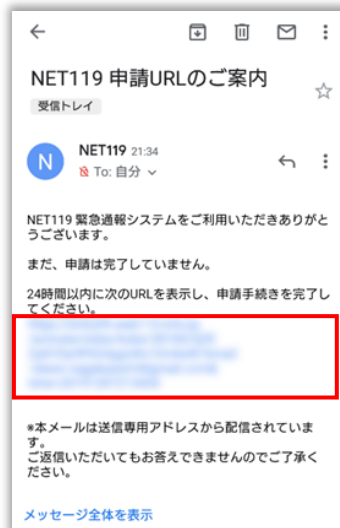 NET119 申請URLのご案内
受信トレイ
N
NET119 21:34
To: 自分
NET119 緊急通報システムをご利用いただきありがと
うございます。
まだ、申請は完了していません。
24時間以内に次のURLを表示し、申請手続きを完了し
てください。
*本メールは送信専用アドレスから配信されていま
す。
ご返信いただいてもお答えできませんのでご了承く
ださい。
メッセージ全体を表示